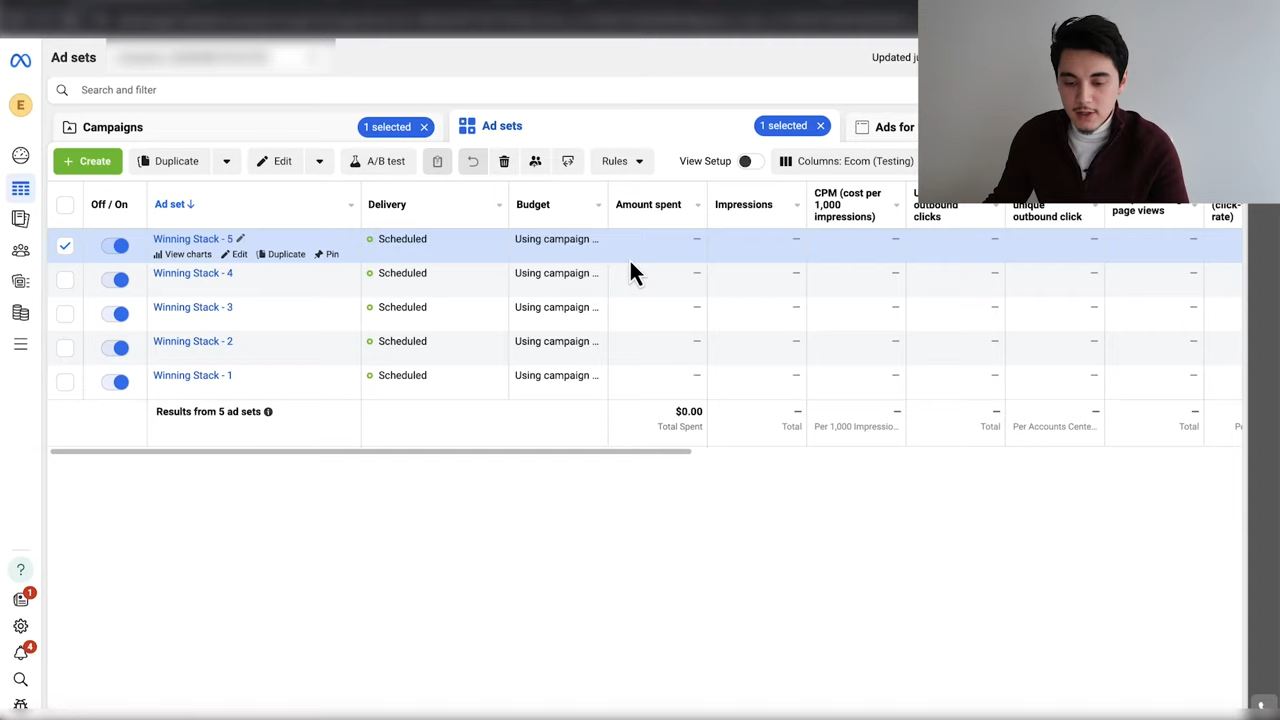 Ad sets
Updated ju
E
Search and filter
Campaigns
1 selected
Ad sets
1 selected
Ads for
Create
Duplicate
Edit
A/B test
Rules
View Setup
Columns: Ecom (Testing)
Off / On
Ad set
Delivery
Budget
Amount spent
Impressions
CPM (cost per
1,000
impressions)
outbound
clicks
unique
outbound click
page views
(click-
rate)
Winning Stack - 5
Scheduled
Using campaign ...
—
—
—
—
—
—
View charts
Edit
Duplicate
Pin
Winning Stack - 4
Scheduled
Using campaign ...
—
—
—
—
—
—
Winning Stack - 3
Scheduled
Using campaign ...
—
—
—
—
—
—
Winning Stack - 2
Scheduled
Using campaign ...
—
—
—
—
—
—
Winning Stack - 1
Scheduled
Using campaign ...
—
—
—
—
—
—
Results from 5 ad sets
$0.00
—
—
—
—
—
Total Spent
Total
Per 1,000 Impressio...
Total
Per Accounts Cente...
Total
?
1
4